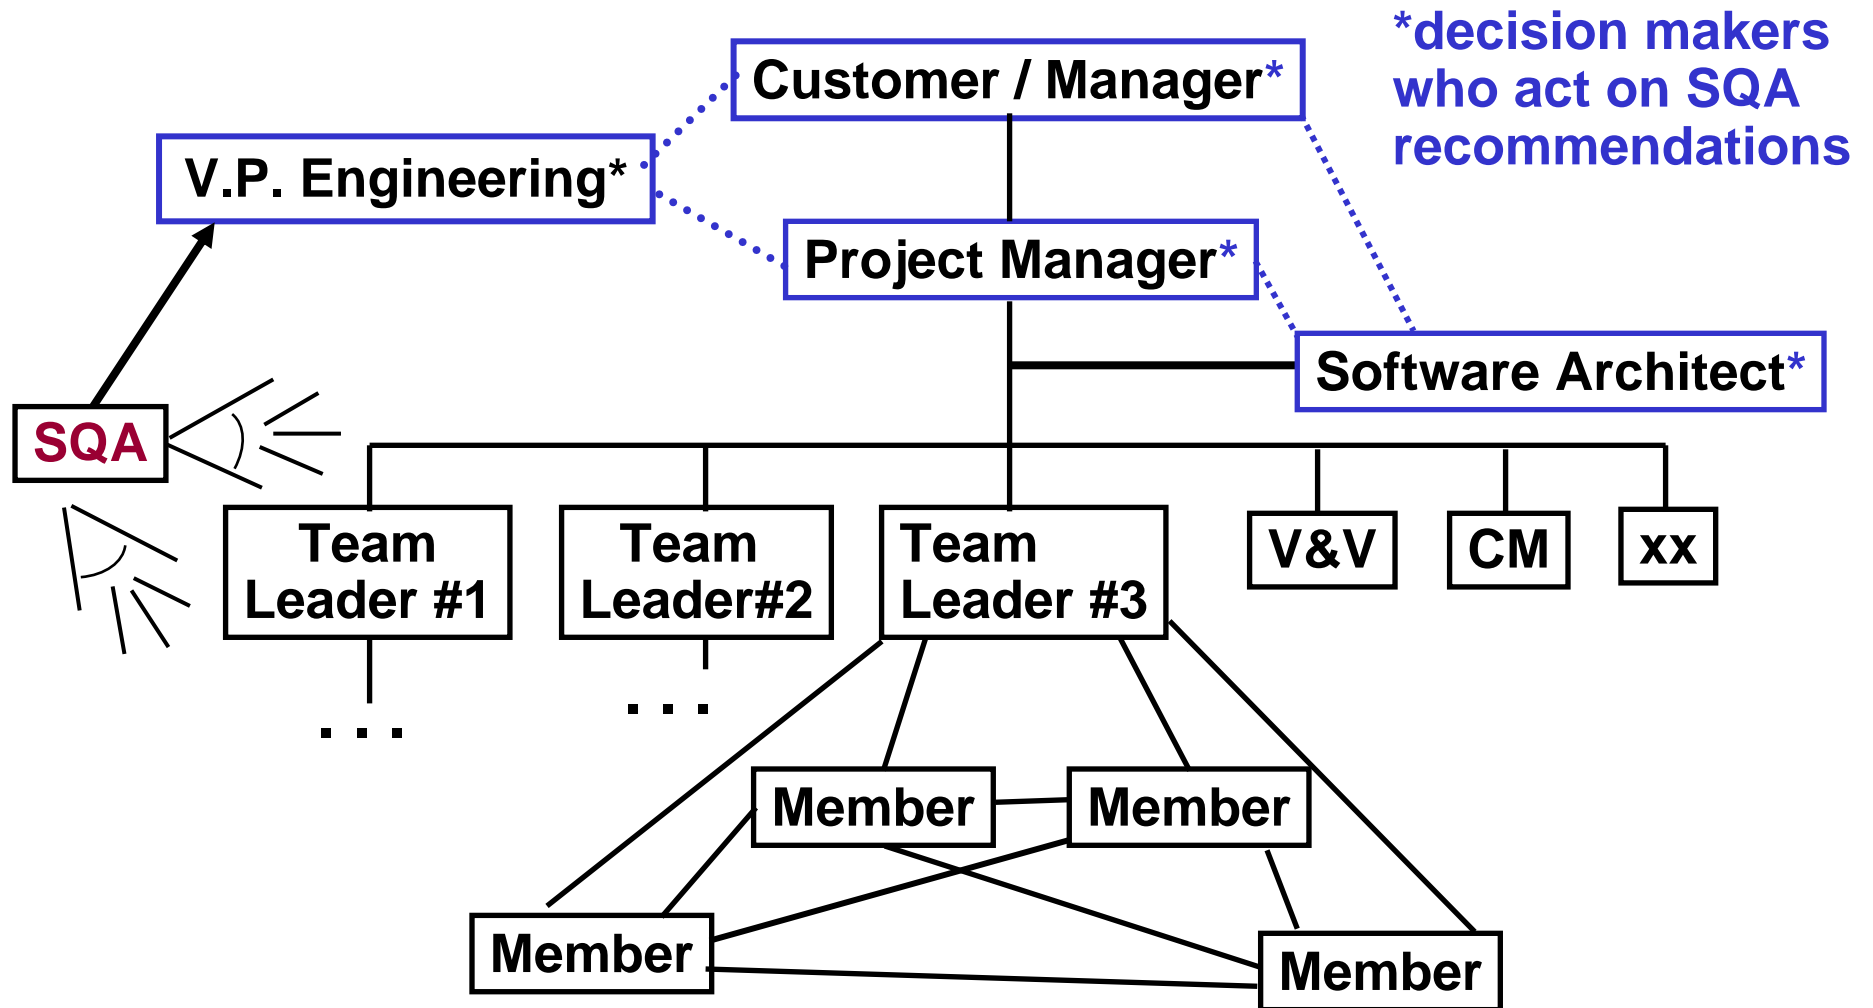 *decision makers
who act on SQA
recommendations
Customer / Manager*
V.P. Engineering*
Project Manager*
Software Architect*
SQA
Team
Leader #1
Team
Leader#2
Team
Leader #3
V&V
CM
xx
. . .
. . .
Member
Member
Member
Member